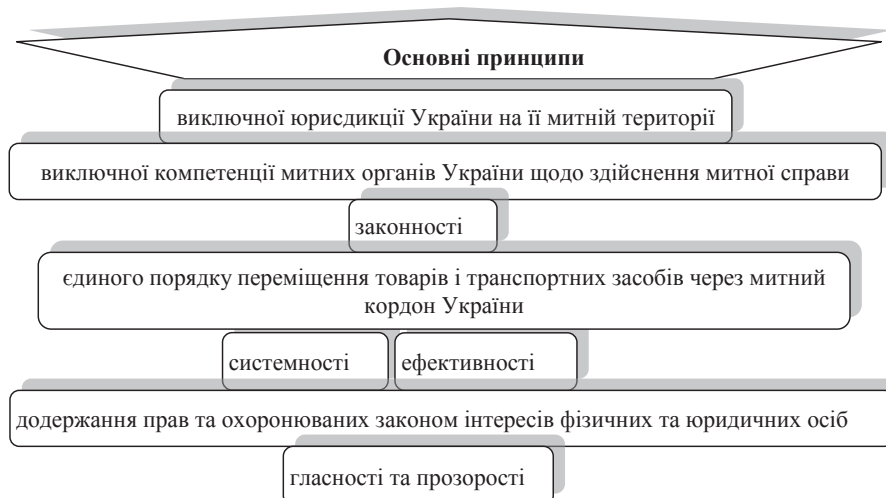 Основні принципи
виключної юрисдикції України на її митній території
виключної компетенції митних органів України щодо здійснення митної справи
законності
єдиного порядку переміщення товарів і транспортних засобів через митний
кордон України
системності
ефективності
додержання прав та охоронюваних законом інтересів фізичних та юридичних осіб
гласності та прозорості